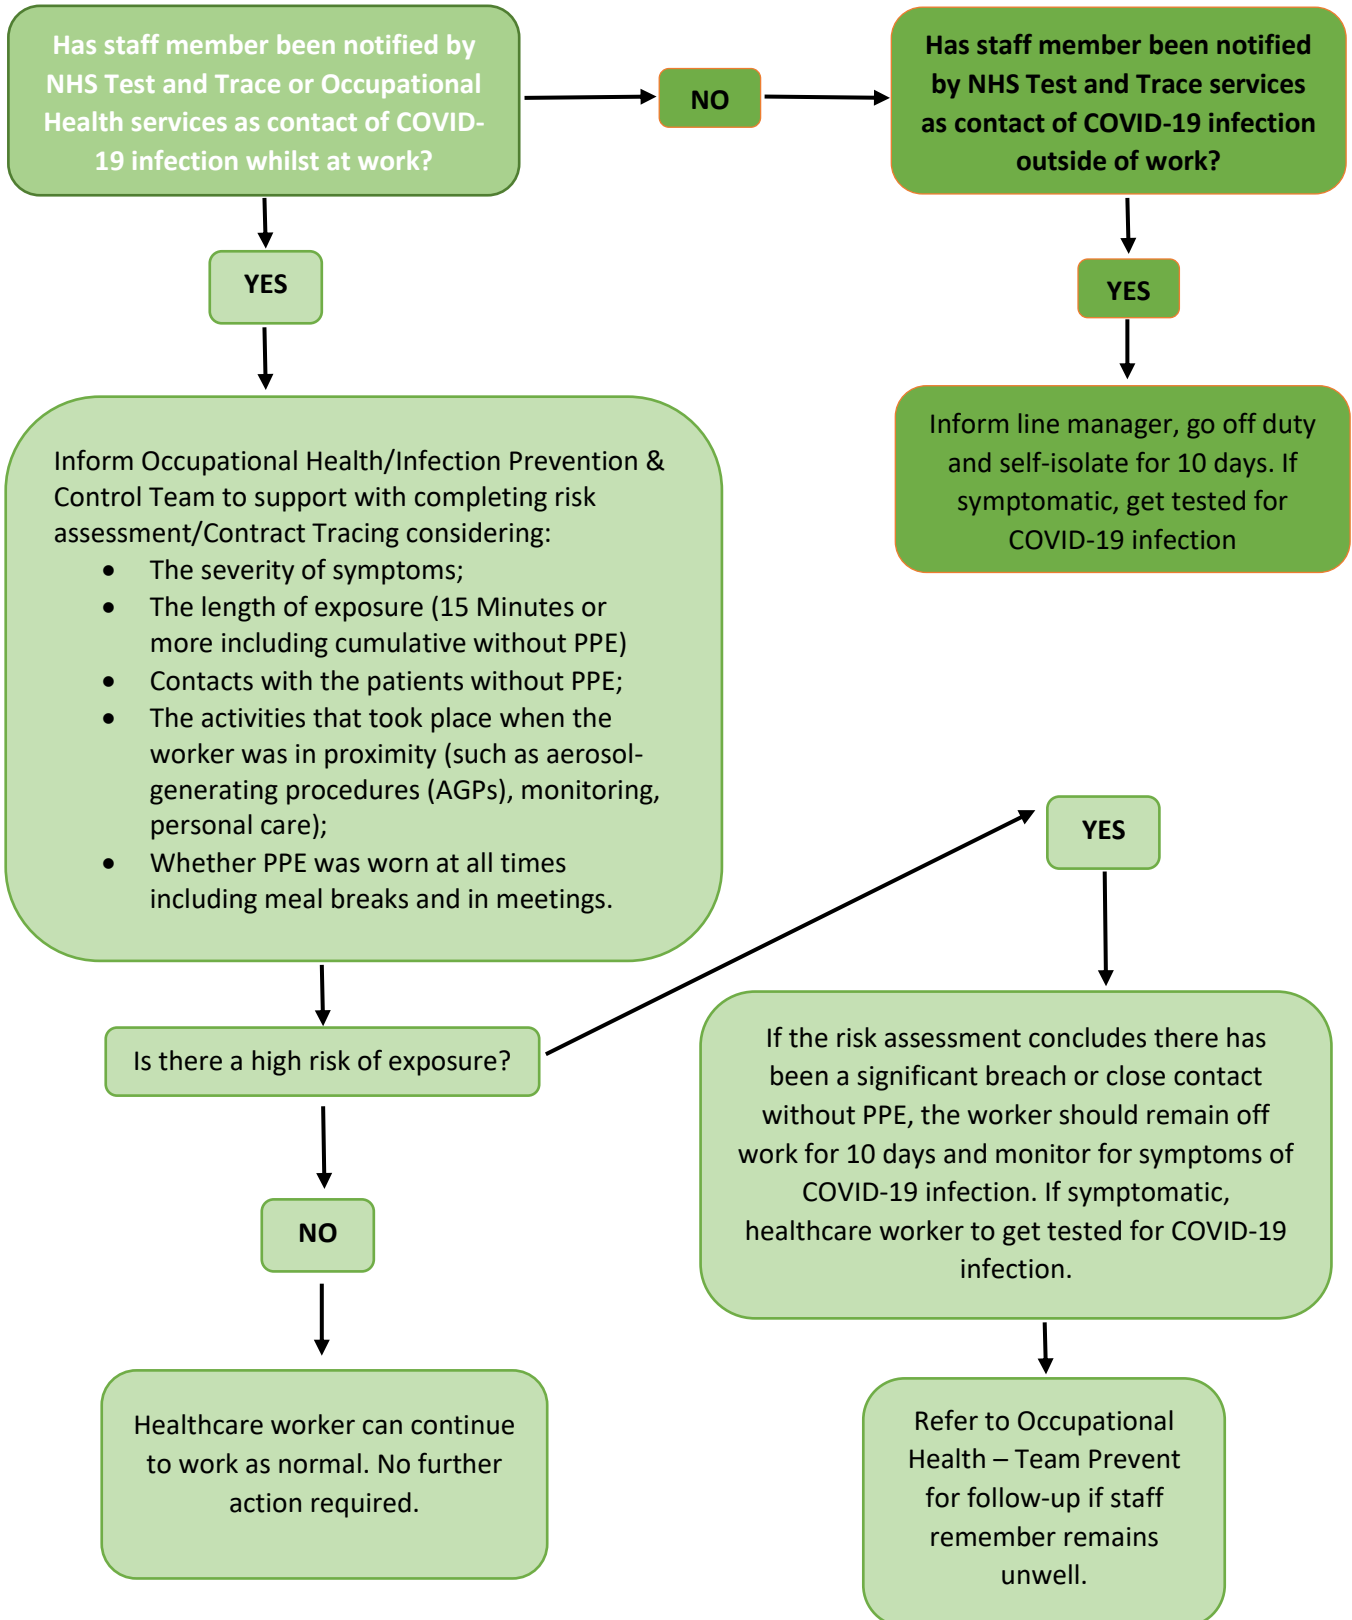 Has staff member been notified by
NHS Test and Trace or Occupational
Health services as contact of COVID-
19 infection whilst at work?
NO
Has staff member been notified
by NHS Test and Trace services
as contact of COVID-19 infection
outside of work?
YES
YES
Inform line manager, go off duty
and self-isolate for 10 days. If
symptomatic, get tested for
COVID-19 infection
Inform Occupational Health/Infection Prevention &
Control Team to support with completing risk
assessment/Contract Tracing considering:
• The severity of symptoms;
• The length of exposure (15 Minutes or
more including cumulative without PPE)
• Contacts with the patients without PPE;
• The activities that took place when the
worker was in proximity (such as aerosol-
generating procedures (AGPs), monitoring,
personal care);
• Whether PPE was worn at all times
including meal breaks and in meetings.
Is there a high risk of exposure?
YES
If the risk assessment concludes there has
been a significant breach or close contact
without PPE, the worker should remain off
work for 10 days and monitor for symptoms of
COVID-19 infection. If symptomatic,
healthcare worker to get tested for COVID-19
infection.
NO
Healthcare worker can continue
to work as normal. No further
action required.
Refer to Occupational
Health – Team Prevent
for follow-up if staff
remember remains
unwell.